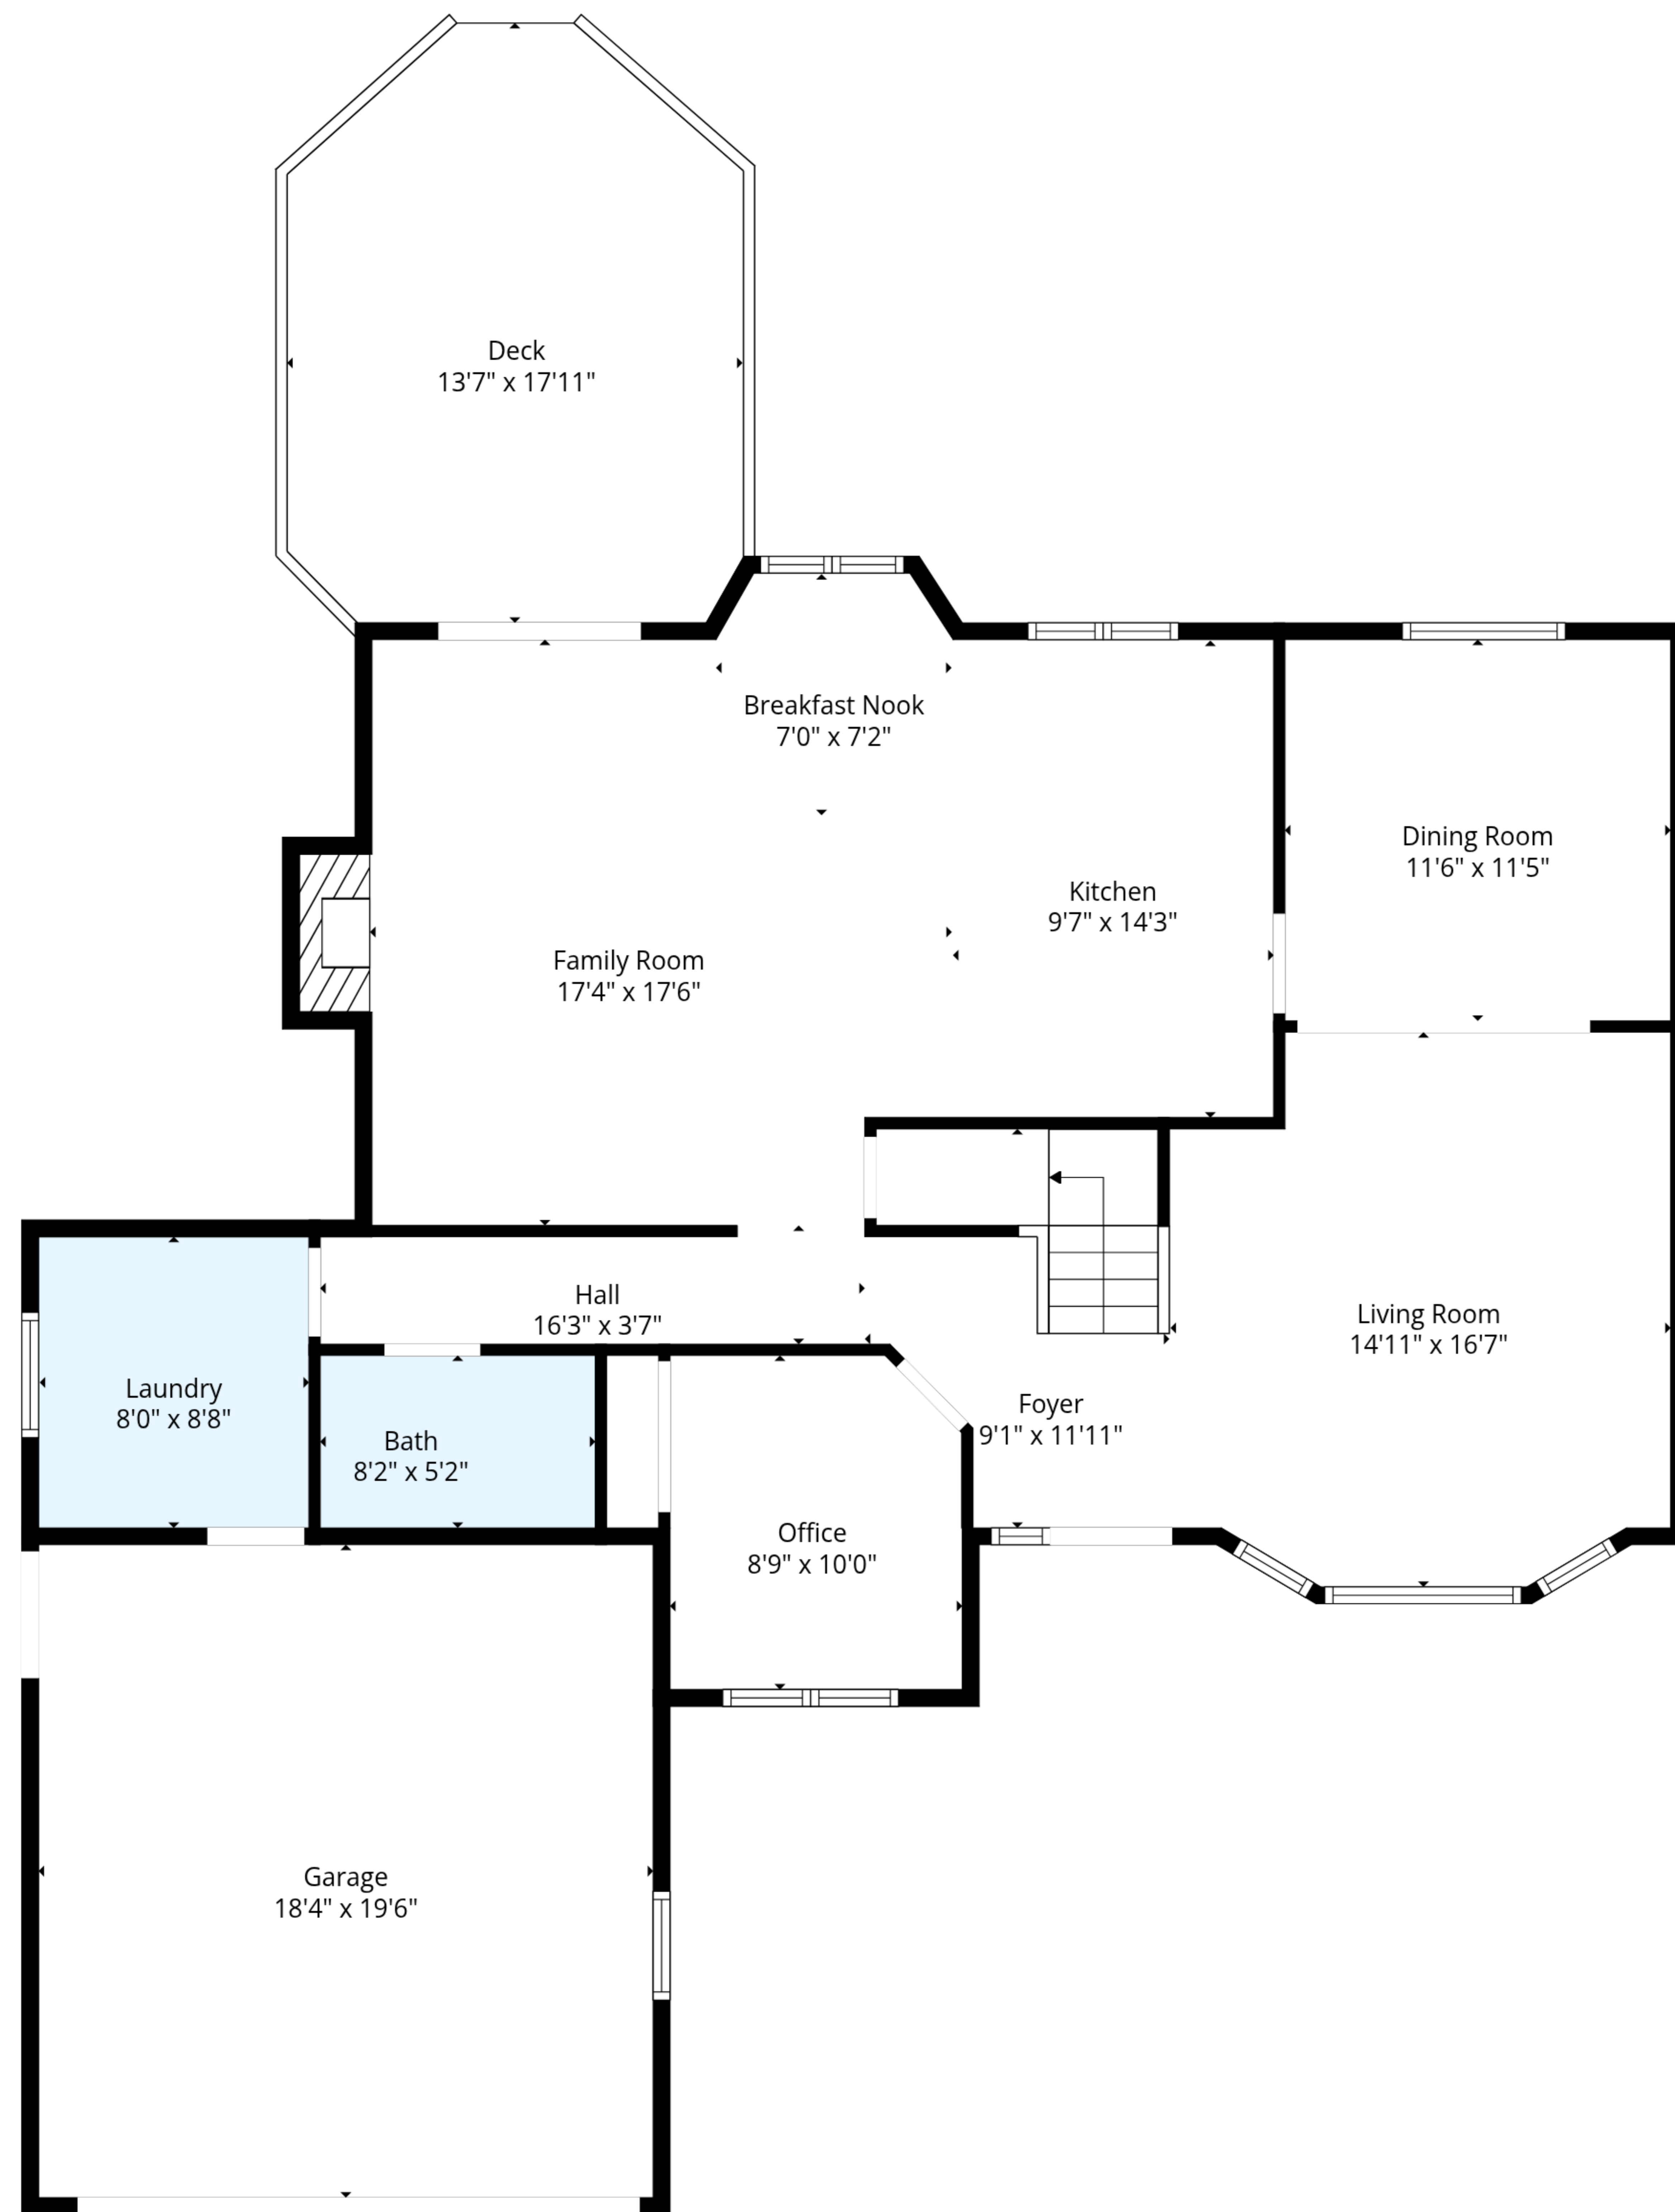 Deck
13'7" x 17'11"
Breakfast Nook
7'0" x 7'2"
Dining Room
11'6" x 11'5"
Kitchen
9'7" x 14'3"
Family Room
17'4" x 17'6"
Hall
16'3" x 3'7"
Living Room
14'11" x 16'7"
Laundry
8'0" x 8'8"
Foyer
9'1" x 11'11"
Bath
8'2" x 5'2"
Office
8'9" x 10'0"
Garage
18'4" x 19'6"